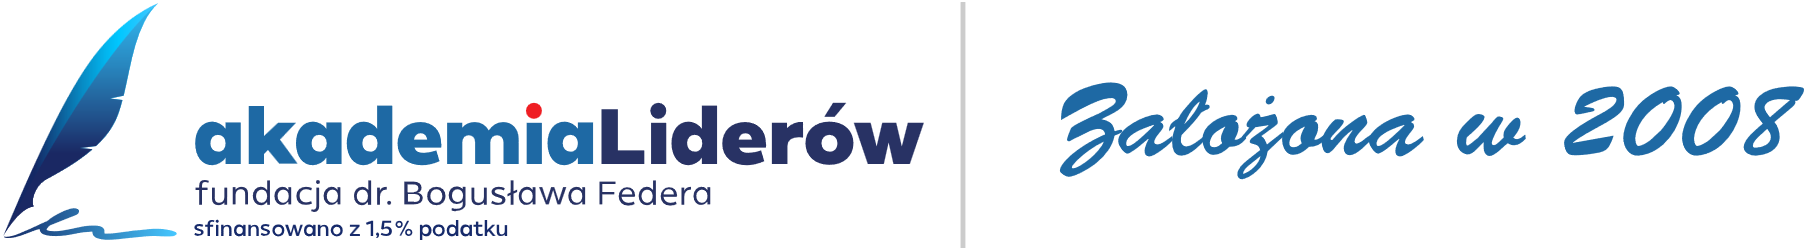 akademiaLiderów
fundacja dr. Bogusława Federa
sfinansowano z 1,5% podatku
Założona w 2008